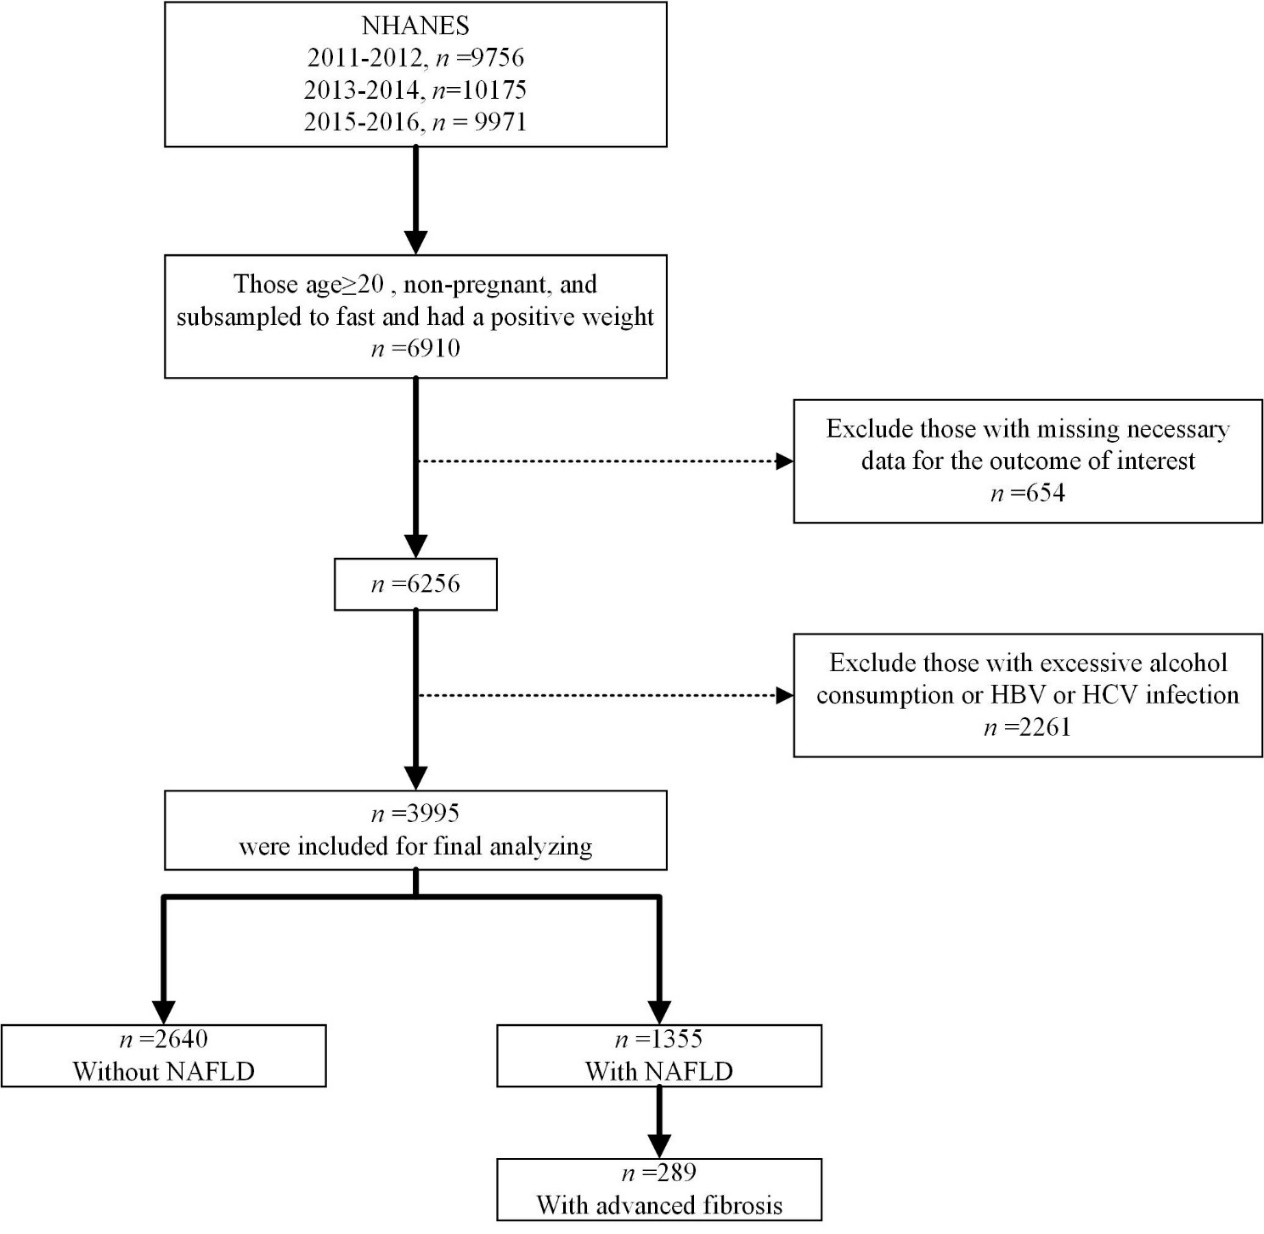 NHANES
2011-2012, n =9756
2013-2014, n=10175
2015-2016, n = 9971
Those age≥20 , non-pregnant, and
subsampled to fast and had a positive weight
n =6910
Exclude those with missing necessary
data for the outcome of interest
n =654
n =6256
Exclude those with excessive alcohol
consumption or HBV or HCV infection
n =2261
n =3995
were included for final analyzing
n =2640
Without NAFLD
n =1355
With NAFLD
n =289
With advanced fibrosis